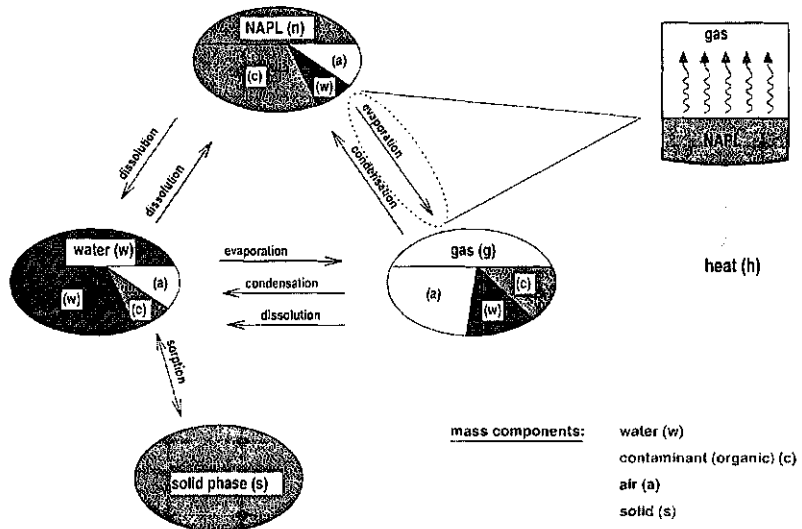 NAPL (n)
(a)
(c)
(w)
gas
NAPL
evaporation
condensisation
dissolution
dissolution
water (w)
(a)
(w)
(c)
evaporation
condensation
dissolution
gas (g)
(c)
(a)
(w)
heat (h)
sorption
solid phase (s)
mass components:
water (w)
contaminant (organic) (c)
air (a)
solid (s)